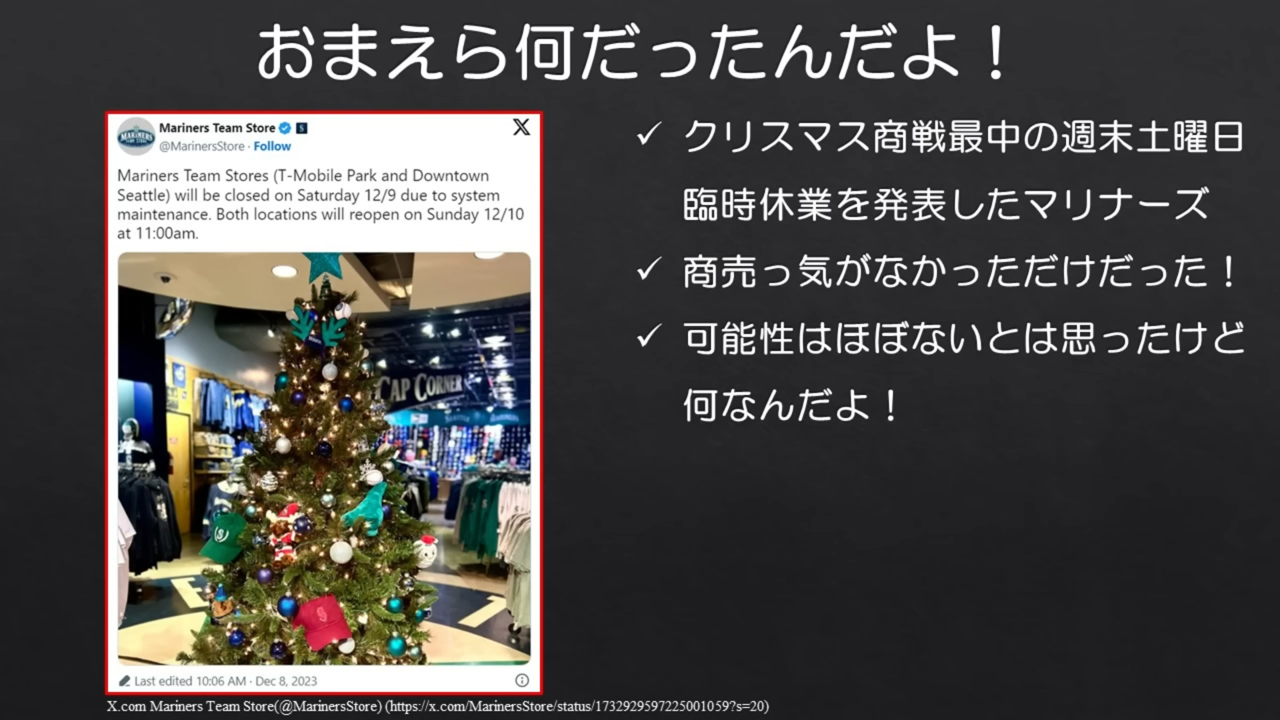 おまえら何だったんだよ！
Mariners Team Store
@MarinersStore · Follow
Mariners Team Stores (T-Mobile Park and Downtown
Seattle) will be closed on Saturday 12/9 due to system
maintenance. Both locations will reopen on Sunday 12/10
at 11:00am.
CAP CORNER
Last edited 10:06 AM · Dec 8, 2023
X.com Mariners Team Store(@MarinersStore) (https://x.com/MarinersStore/status/1732929597225001059?s=20)
✓ クリスマス商戦最中の週末土曜日
臨時休業を発表したマリナーズ
✓ 商売っ気がなかっただけだった！
✓ 可能性はほぼないとは思ったけど
何なんだよ！